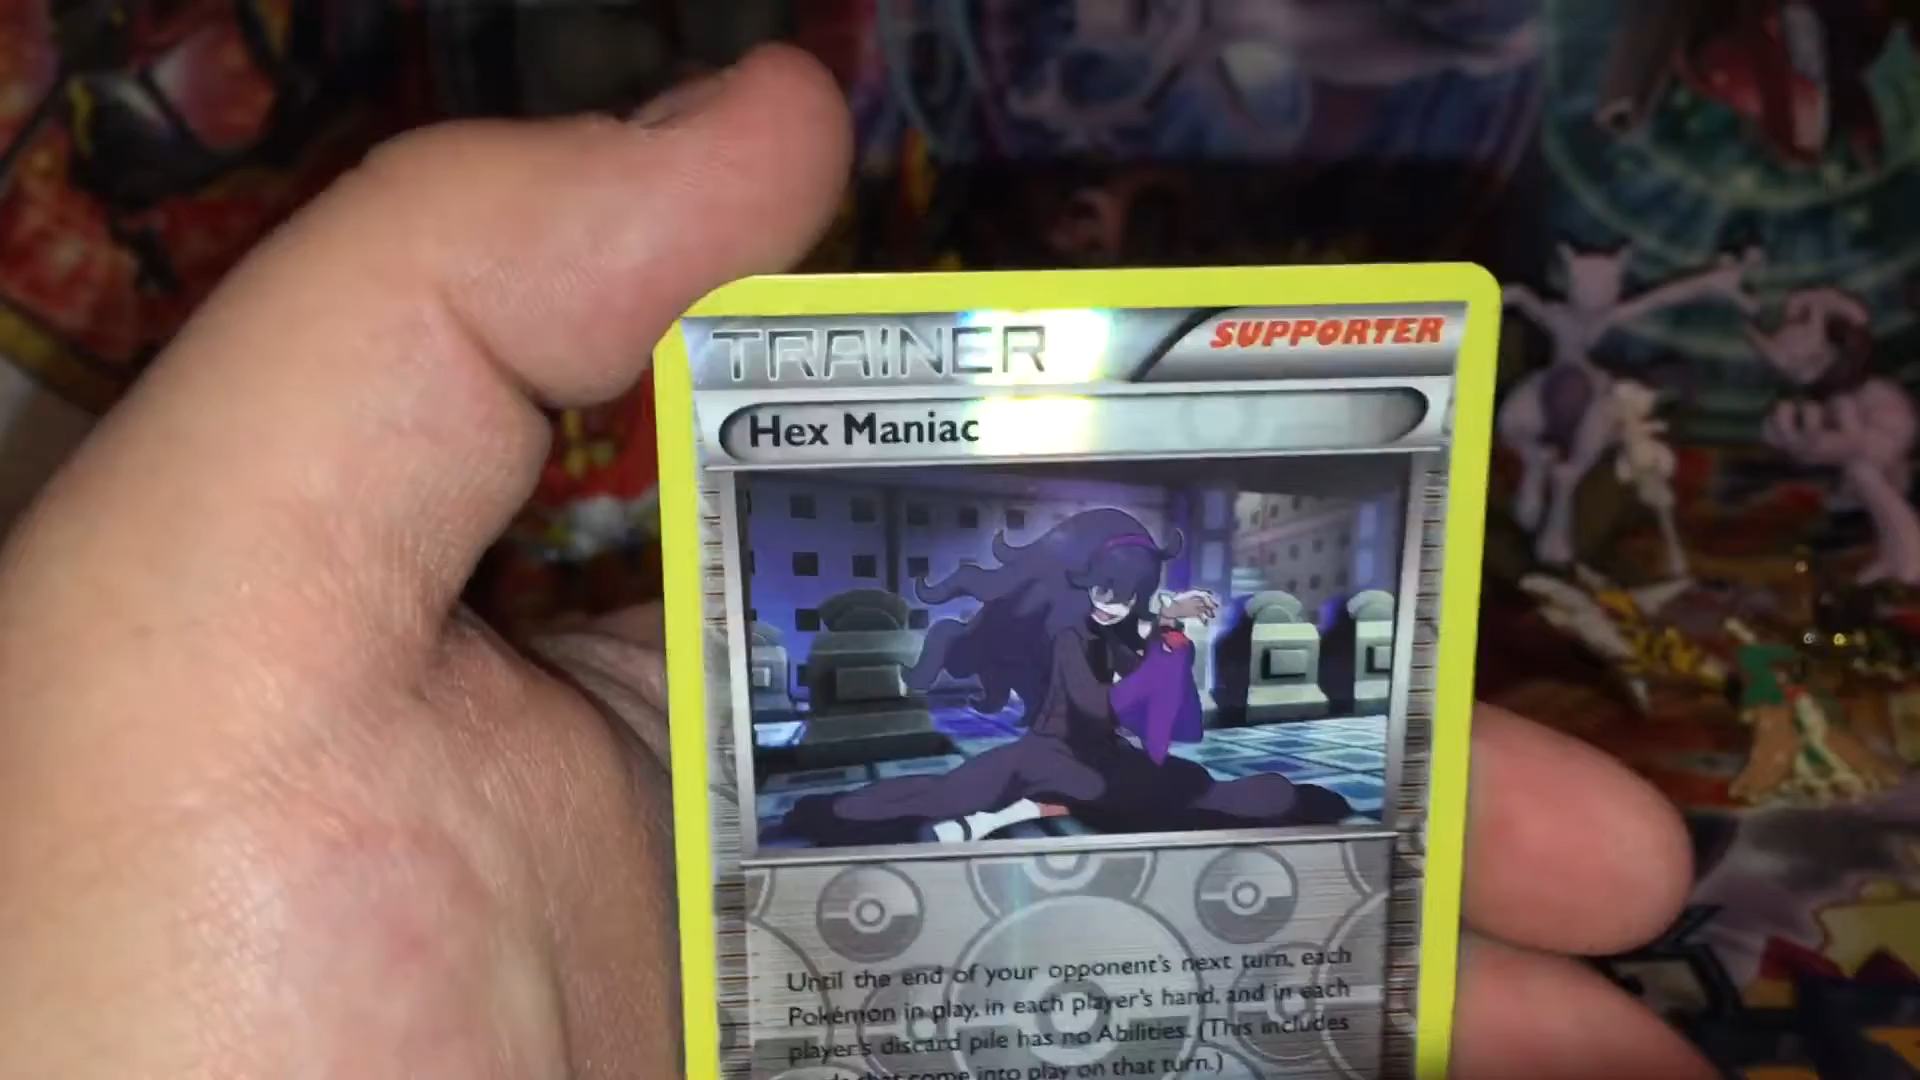 TRAINER
SUPPORTER
Hex Maniac
Until the end of your opponent's next turn, each
Pokémon in play, in each player's hand, and in each
player's discard pile has no Abilities. (This includes
that come into play on that turn.)